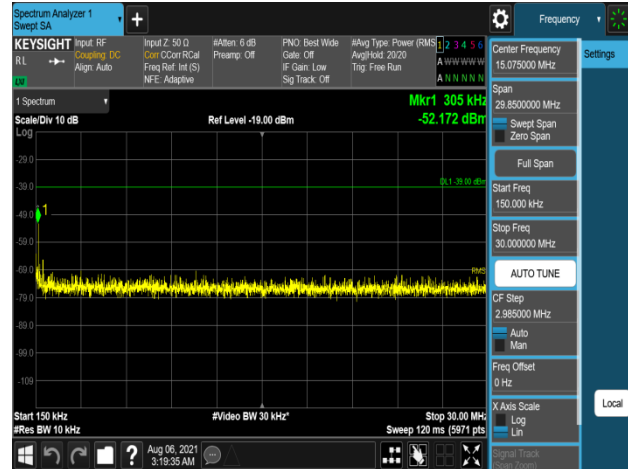 Spectrum Analyzer 1
Swept SA
Frequency
KEYSIGHT
RL
Input: RF
Coupling: DC
Align: Auto
Input Z: 50 Ω
Corr CCorr RCal
Freq Ref: Int (S)
NFE: Adaptive
#Atten: 6 dB
Preamp: Off
PNO: Best Wide
Gate: Off
IF Gain: Low
Sig Track: Off
#Avg Type: Power (RMS)
Avg|Hold: 20/20
Trig: Free Run
1 2 3 4 5 6
A W W W W W
A N N N N N
LW
1 Spectrum
Scale/Div 10 dB
Log
Ref Level -19.00 dBm
Mkr1 305 kHz
-52.172 dBm
-29.0
-39.0
DL1 -39.00 dBm
-49.0
1
-59.0
-69.0
RMS
-79.0
-89.0
-99.0
-109
Start 150 kHz
#Res BW 10 kHz
#Video BW 30 kHz*
Stop 30.00 MHz
Sweep 120 ms (5971 pts)
?
Aug 06, 2021
3:19:35 AM
Center Frequency
15.075000 MHz
Settings
Span
29.8500000 MHz
Swept Span
Zero Span
Full Span
Start Freq
150.000 kHz
Stop Freq
30.000000 MHz
AUTO TUNE
CF Step
2.985000 MHz
Auto
Man
Freq Offset
0 Hz
X Axis Scale
Log
Lin
Local
Signal Track
(Span Zoom)